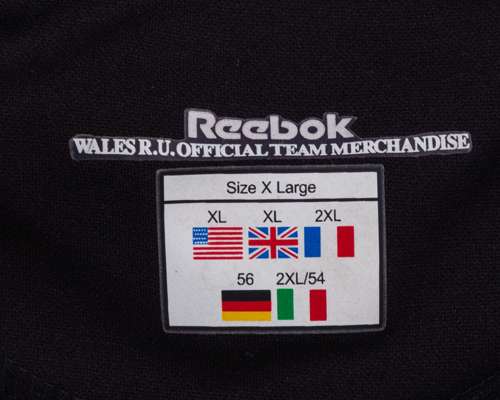 Reebok
WALES R.U. OFFICIAL TEAM MERCHANDISE
Size X Large
XL XL 2XL
56 2XL/54